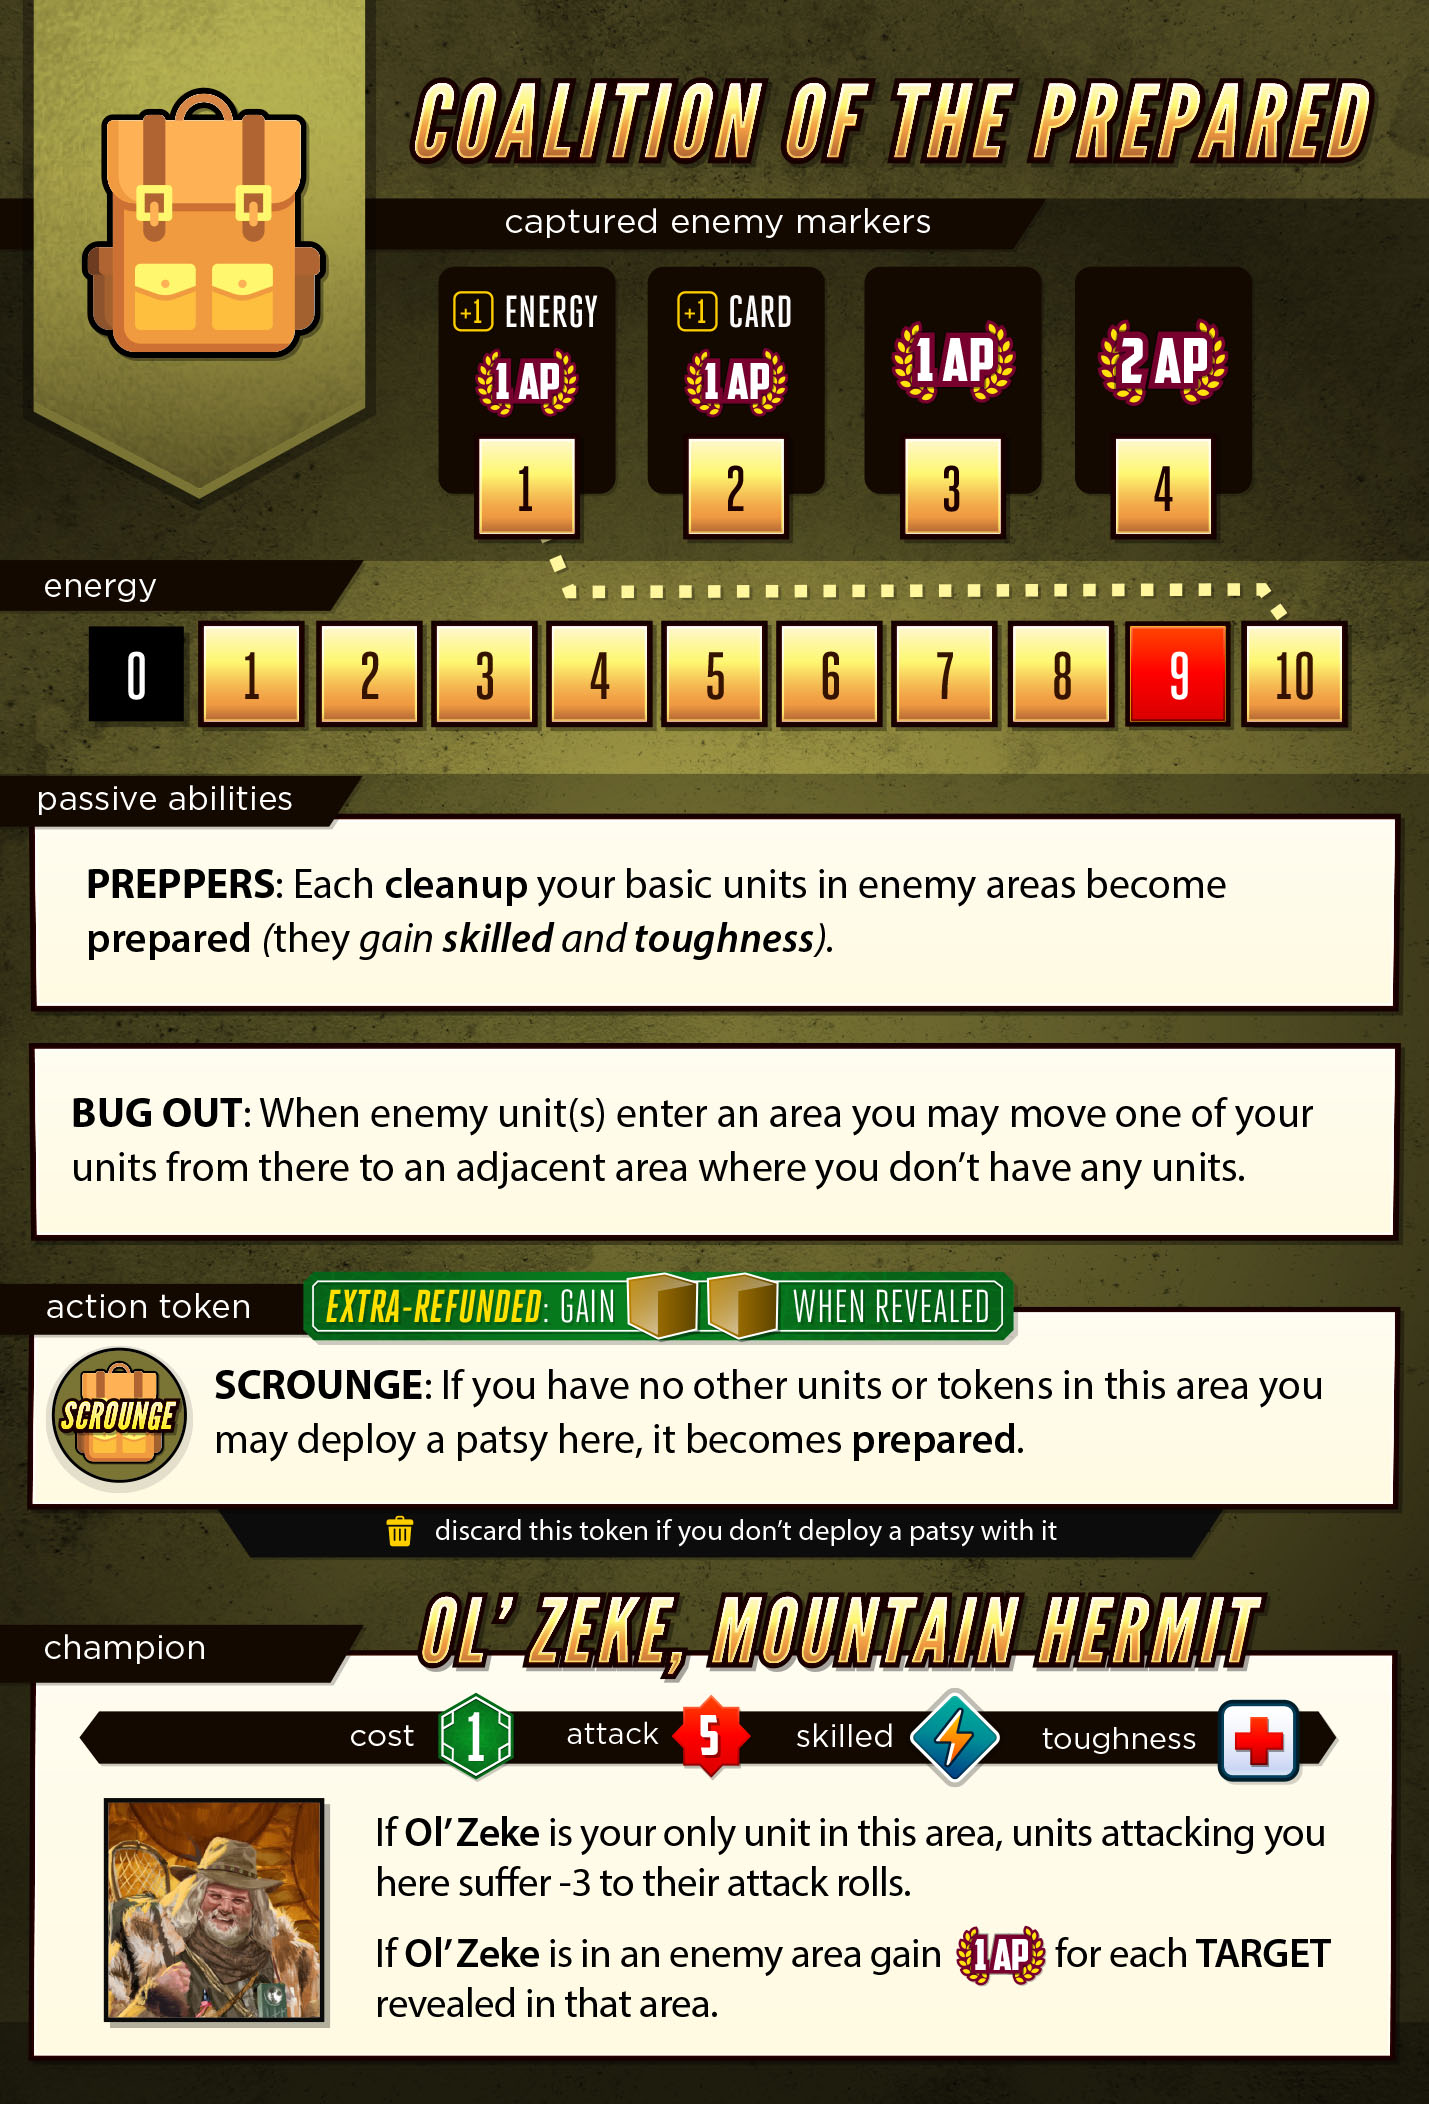 COALITION OF THE PREPARED
captured enemy markers
+1 ENERGY
1 AP
1
+1 CARD
1 AP
2
1 AP
3
2 AP
4
energy
0 1 2 3 4 5 6 7 8 9 10
passive abilities
PREPPERS: Each cleanup your basic units in enemy areas become
prepared (they gain skilled and toughness).
BUG OUT: When enemy unit(s) enter an area you may move one of your
units from there to an adjacent area where you don't have any units.
action token
EXTRA-REFUNDED: GAIN WHEN REVEALED
SCROUNGE
SCROUNGE: If you have no other units or tokens in this area you
may deploy a patsy here, it becomes prepared.
discard this token if you don't deploy a patsy with it
champion
OL' ZEKE, MOUNTAIN HERMIT
cost 1 attack 5 skilled toughness
If Ol' Zeke is your only unit in this area, units attacking you
here suffer -3 to their attack rolls.
If Ol' Zeke is in an enemy area gain 1 AP for each TARGET
revealed in that area.